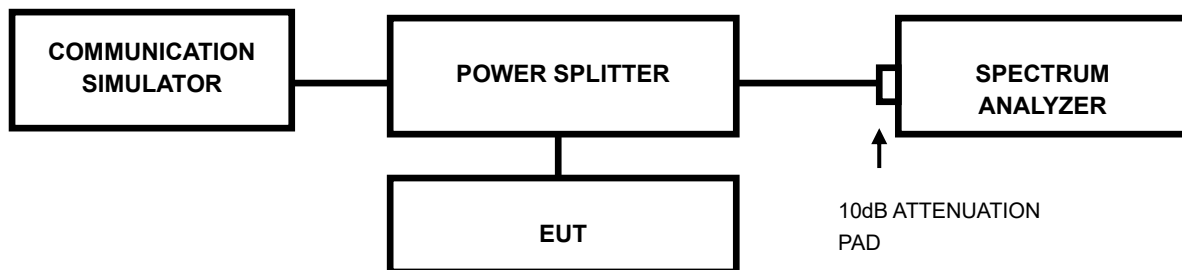 COMMUNICATION
SIMULATOR
POWER SPLITTER
SPECTRUM
ANALYZER
EUT
10dB ATTENUATION
PAD